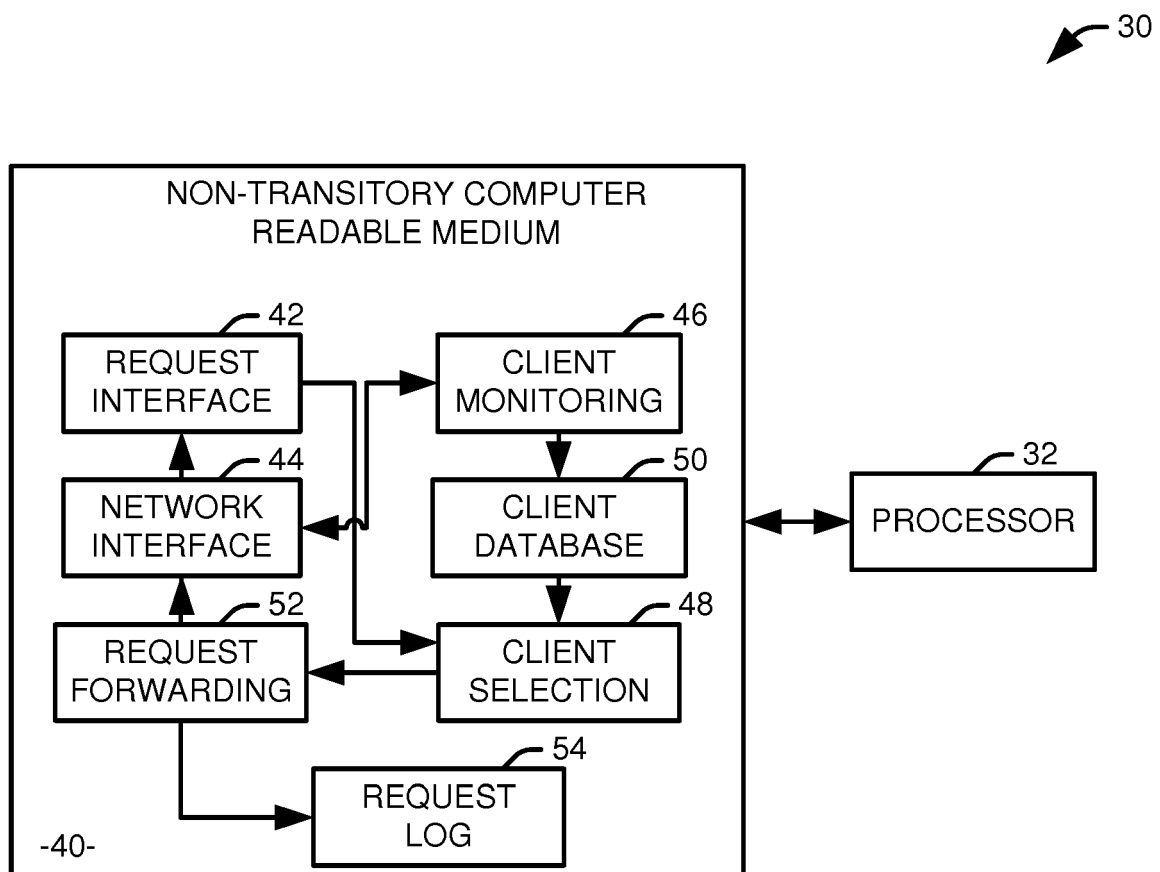 30
NON-TRANSITORY COMPUTER
READABLE MEDIUM
42
REQUEST
INTERFACE
46
CLIENT
MONITORING
44
NETWORK
INTERFACE
50
CLIENT
DATABASE
32
PROCESSOR
52
REQUEST
FORWARDING
48
CLIENT
SELECTION
54
REQUEST
LOG
-40-